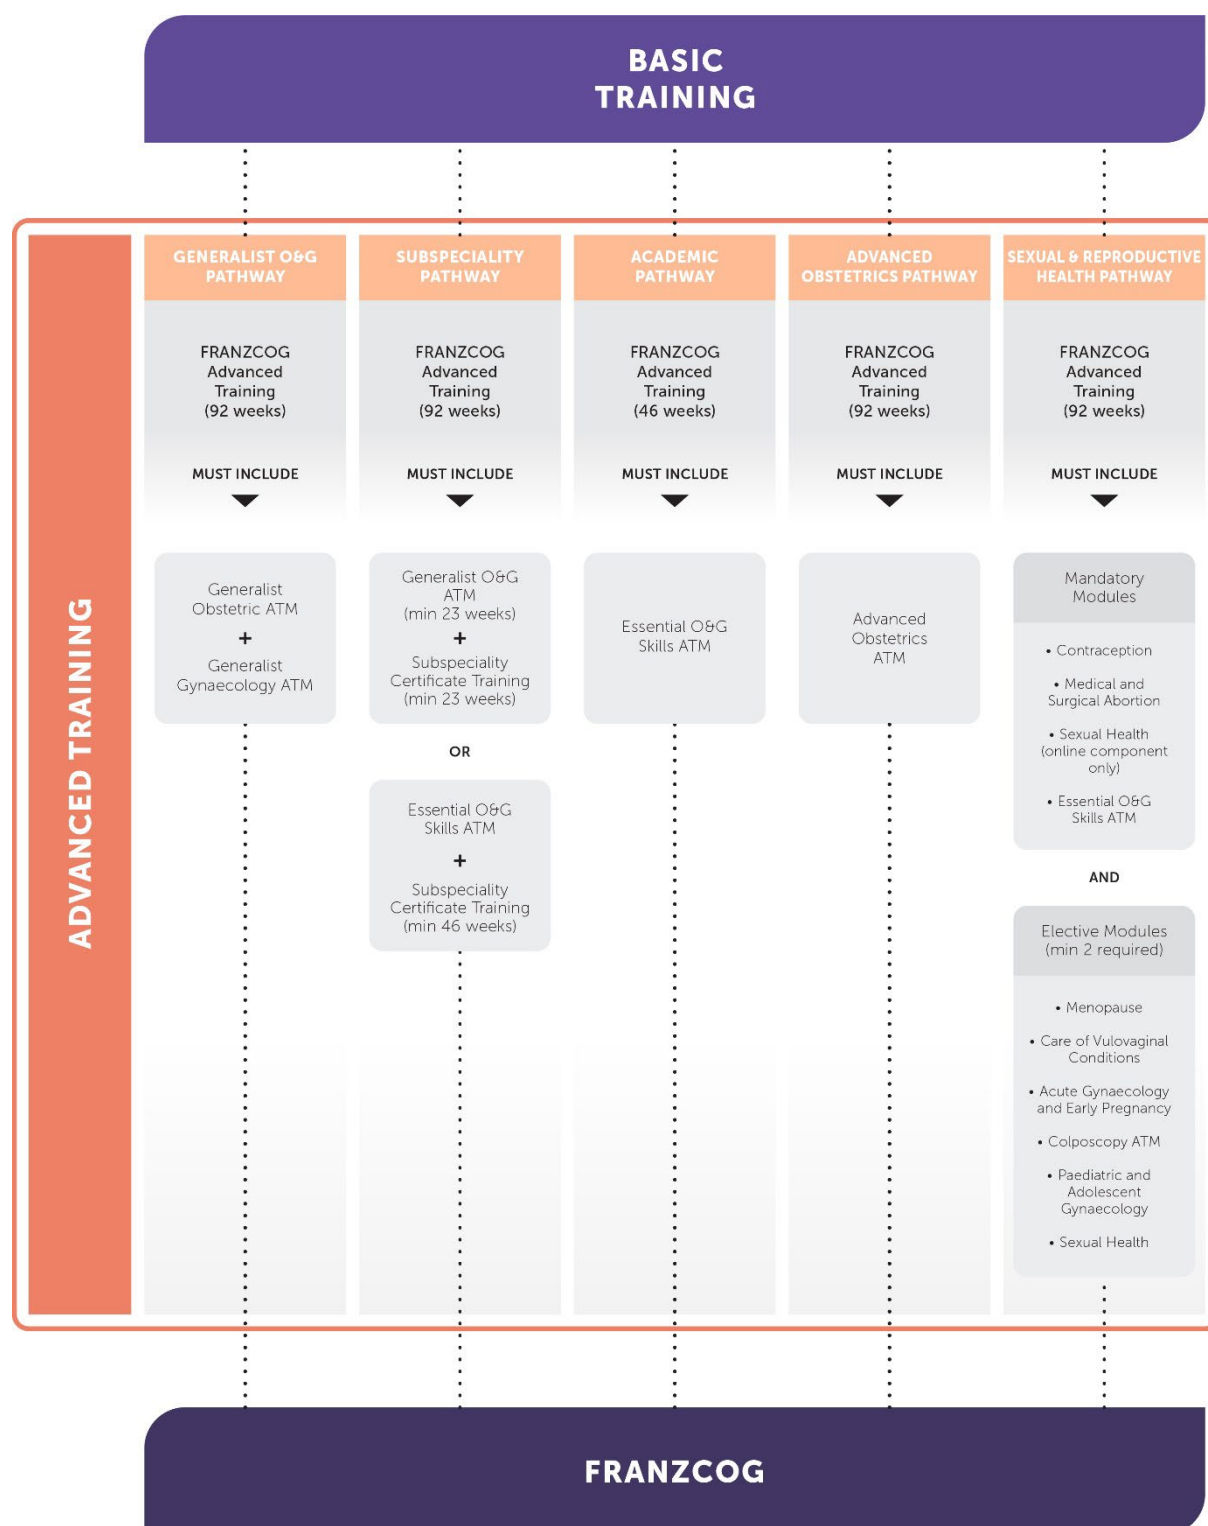 BASIC
TRAINING
ADVANCED TRAINING
GENERALIST O&G
PATHWAY
FRANZCOG
Advanced
Training
(92 weeks)
MUST INCLUDE
Generalist
Obstetric ATM
+
Generalist
Gynaecology ATM
SUBSPECIALITY
PATHWAY
FRANZCOG
Advanced
Training
(92 weeks)
MUST INCLUDE
Generalist O&G
ATM
(min 23 weeks)
+
Subspeciality
Certificate Training
(min 23 weeks)
OR
Essential O&G
Skills ATM
+
Subspeciality
Certificate Training
(min 46 weeks)
ACADEMIC
PATHWAY
FRANZCOG
Advanced
Training
(46 weeks)
MUST INCLUDE
Essential O&G
Skills ATM
ADVANCED
OBSTETRICS PATHWAY
FRANZCOG
Advanced
Training
(92 weeks)
MUST INCLUDE
Advanced
Obstetrics
ATM
SEXUAL & REPRODUCTIVE
HEALTH PATHWAY
FRANZCOG
Advanced
Training
(92 weeks)
MUST INCLUDE
Mandatory
Modules
• Contraception
• Medical and
Surgical Abortion
• Sexual Health
(online component
only)
• Essential O&G
Skills ATM
AND
Elective Modules
(min 2 required)
• Menopause
• Care of Vulovaginal
Conditions
• Acute Gynaecology
and Early Pregnancy
• Colposcopy ATM
• Paediatric and
Adolescent
Gynaecology
• Sexual Health
FRANZCOG